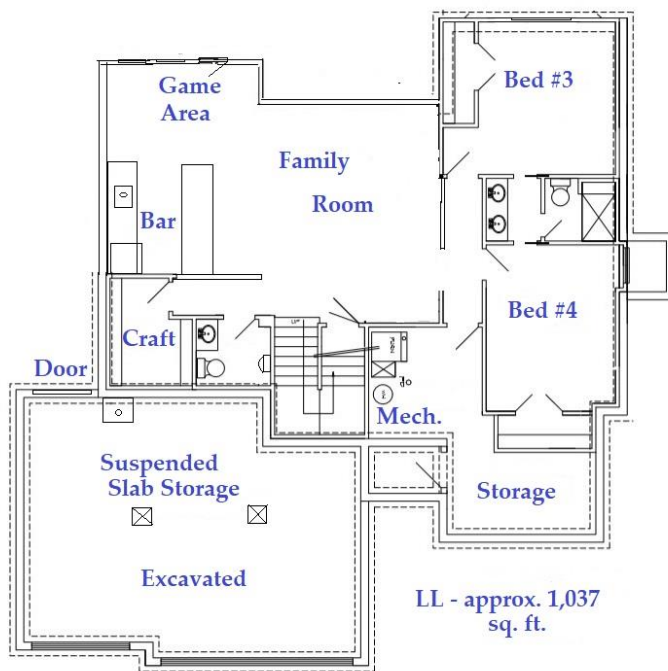 Game
Area
Bed #3
Family
Room
Bar
Craft
Bed #4
Door
Mech.
Suspended
Slab Storage
Storage
Excavated
LL - approx. 1,037
sq. ft.